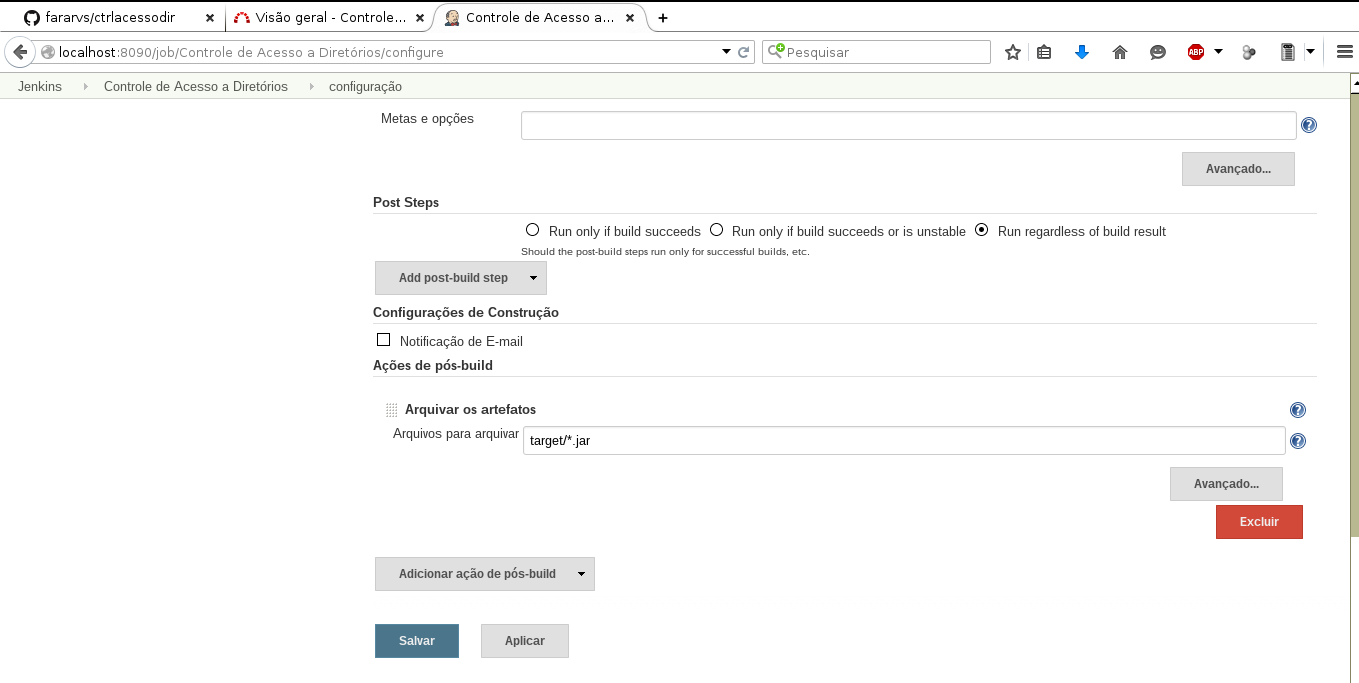 fararvs/ctrlacessodir
Visão geral - Controle...
Controle de Acesso a...
localhost:8090/job/Controle de Acesso a Diretórios/configure
Pesquisar
ABP
Jenkins Controle de Acesso a Diretórios configuração
Metas e opções
Avançado...
Post Steps
Run only if build succeeds Run only if build succeeds or is unstable Run regardless of build result
Should the post-build steps run only for successful builds, etc.
Add post-build step
Configurações de Construção
Notificação de E-mail
Ações de pós-build
Arquivar os artefatos
Arquivos para arquivar target/*.jar
Avançado...
Excluir
Adicionar ação de pós-build
Salvar Aplicar